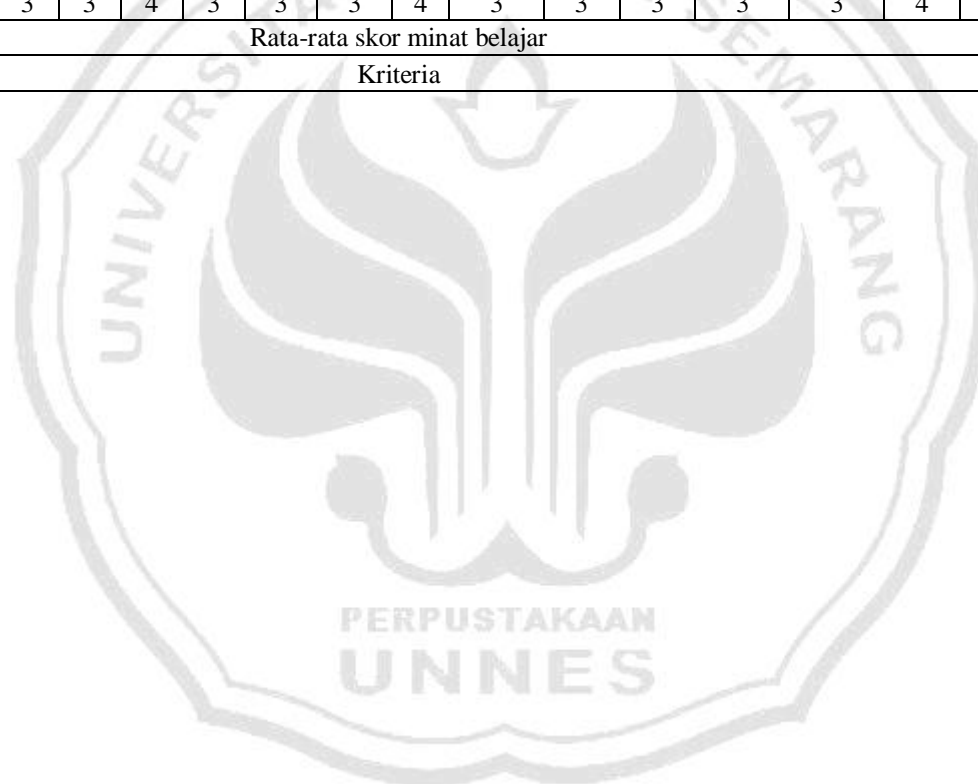 3 3 4 3 3 3 4 3 3 3 3 3 4
Rata-rata skor minat belajar
Kriteria
UNIVERSITAS SEMARANG
PERPUSTAKAAN
UNNES